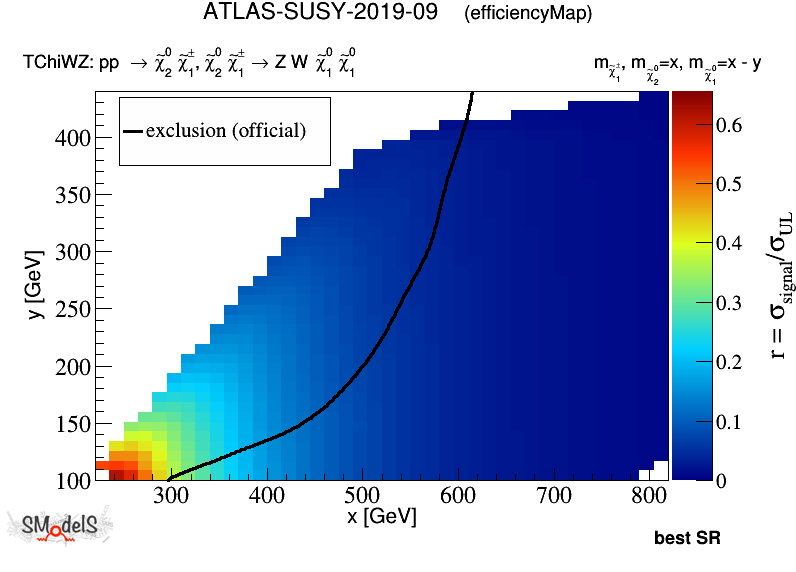 ATLAS-SUSY-2019-09 (efficiencyMap)
TChiWZ: pp → χ̃₂⁰ χ̃₁±, χ̃₂⁰ χ̃₁± → Z W χ̃₁⁰ χ̃₁⁰
m_χ̃₁±, m_χ̃₂⁰=x, m_χ̃₁⁰=x - y
exclusion (official)
y [GeV]
400
350
300
250
200
150
100
300 400 500 600 700 800
x [GeV]
0.6
0.5
0.4
0.3
0.2
0.1
0
r = σ_signal/σ_UL
SModelS
best SR